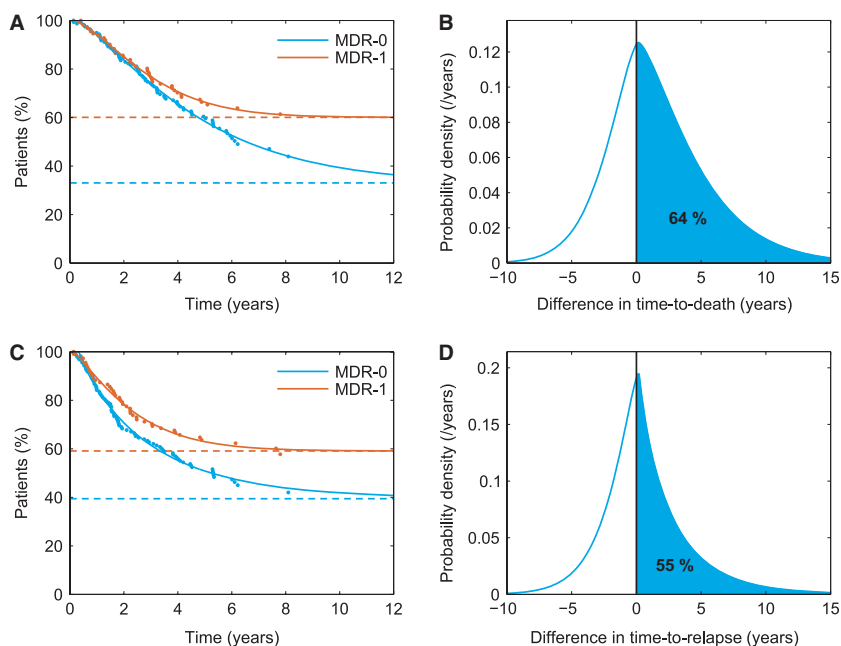 A
100
80
60
40
20
0
Patients (%)
MDR-0
MDR-1
0 2 4 6 8 10 12
Time (years)
B
0.12
0.1
0.08
0.06
0.04
0.02
0
Probability density (/years)
64 %
−10 −5 0 5 10 15
Difference in time-to-death (years)
C
100
80
60
40
20
0
Patients (%)
MDR-0
MDR-1
0 2 4 6 8 10 12
Time (years)
D
0.2
0.15
0.1
0.05
0
Probability density (/years)
55 %
−10 −5 0 5 10 15
Difference in time-to-relapse (years)